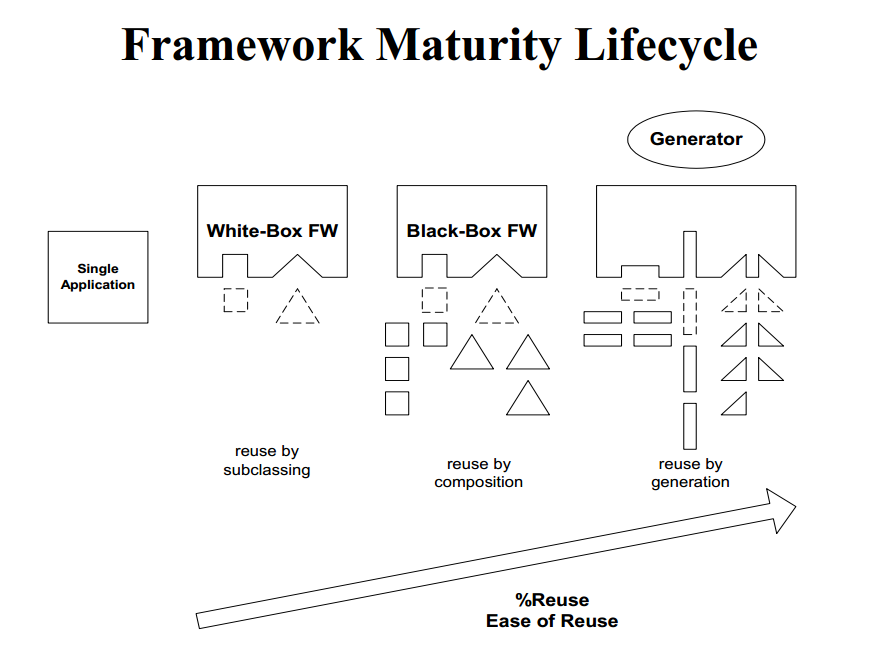 Framework Maturity Lifecycle
Generator
White-Box FW
Black-Box FW
Single
Application
reuse by
subclassing
reuse by
composition
reuse by
generation
%Reuse
Ease of Reuse